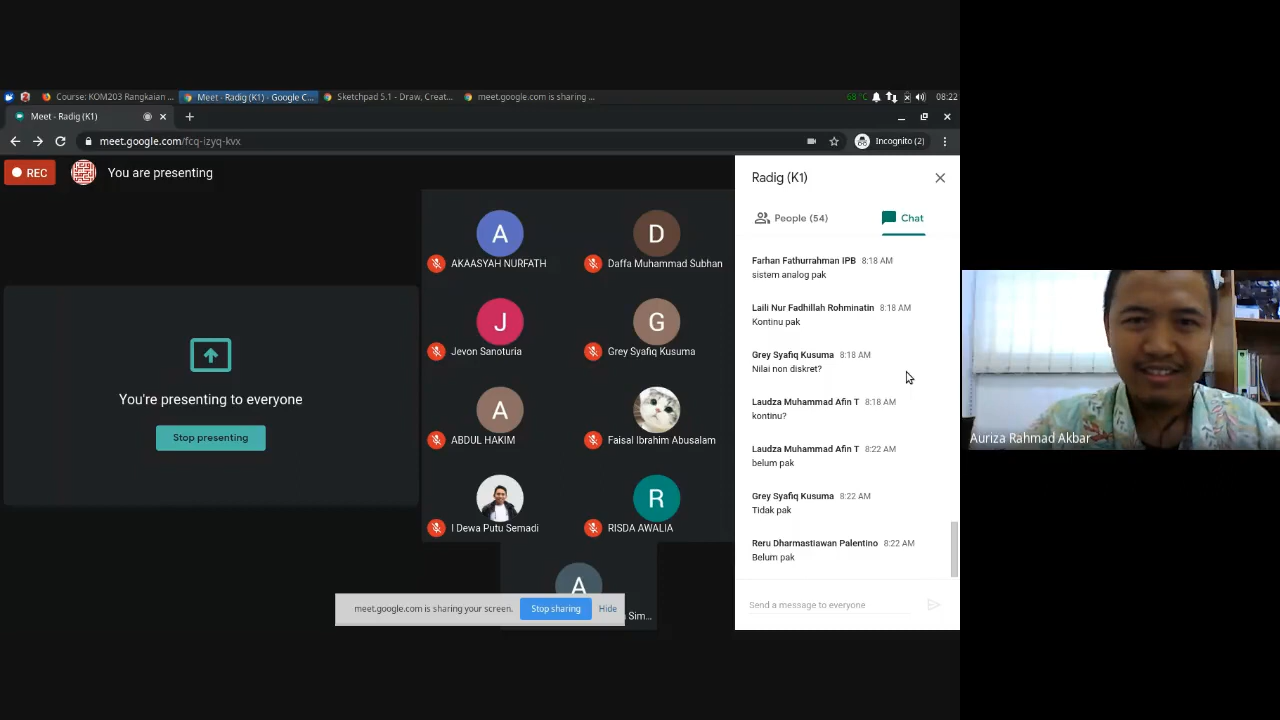 Course: KOM203 Rangkaian ...
Meet - Radig (K1) - Google C...
Sketchpad 5.1 - Draw, Creat...
meet.google.com is sharing ...
68°C
08:22
Meet - Radig (K1)
meet.google.com/fcq-izyq-kvx
Incognito (2)
REC
You are presenting
You're presenting to everyone
Stop presenting
A
AKAASYAH NURFATH
D
Daffa Muhammad Subhan
J
Jevon Sanoturia
G
Grey Syafiq Kusuma
A
ABDUL HAKIM
Faisal Ibrahim Abusalam
I Dewa Putu Semadi
R
RISDA AWALIA
A
Sim...
meet.google.com is sharing your screen.
Stop sharing
Hide
Radig (K1)
People (54)
Chat
Farhan Fathurrahman IPB 8:18 AM
sistem analog pak
Laili Nur Fadhillah Rohminatin 8:18 AM
Kontinu pak
Grey Syafiq Kusuma 8:18 AM
Nilai non diskret?
Laudza Muhammad Afin T 8:18 AM
kontinu?
Laudza Muhammad Afin T 8:22 AM
belum pak
Grey Syafiq Kusuma 8:22 AM
Tidak pak
Reru Dharmastiawan Palentino 8:22 AM
Belum pak
Send a message to everyone
Auriza Rahmad Akbar